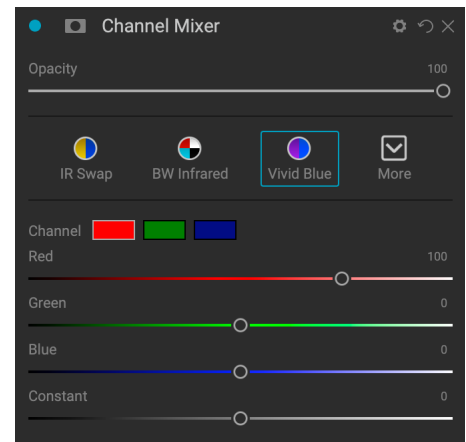 Channel Mixer
Opacity 100
IR Swap BW Infrared Vivid Blue More
Channel
Red 100
Green 0
Blue 0
Constant 0